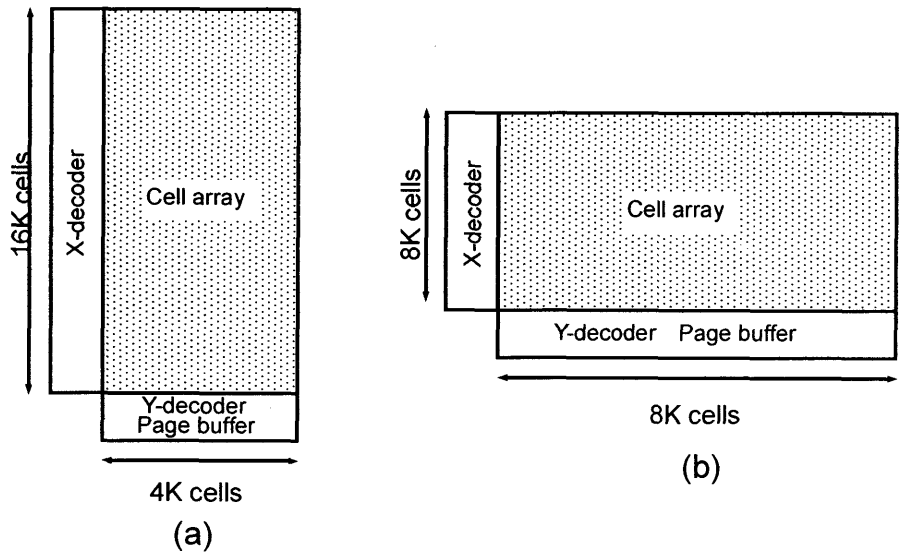 16K cells
X-decoder
Cell array
Y-decoder
Page buffer
4K cells
(a)
8K cells
X-decoder
Cell array
Y-decoder Page buffer
8K cells
(b)